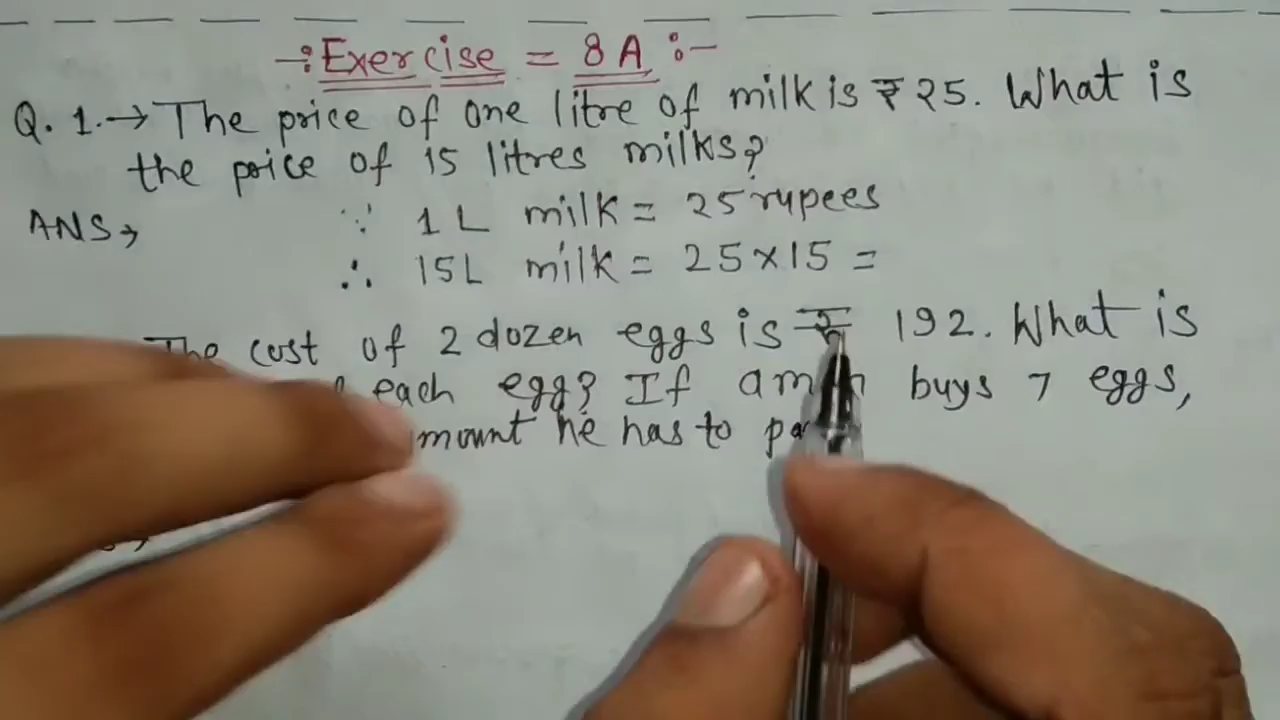 -: Exercise = 8A :-
Q. 1. → The price of one litre of milk is ₹ 25. What is
the price of 15 litres milks?
ANS, ∵ 1 L milk = 25 rupees
∴ 15L milk = 25×15 =
The cost of 2 dozen eggs is ₹ 192. What is
each egg? If buys 7 eggs,
he has to